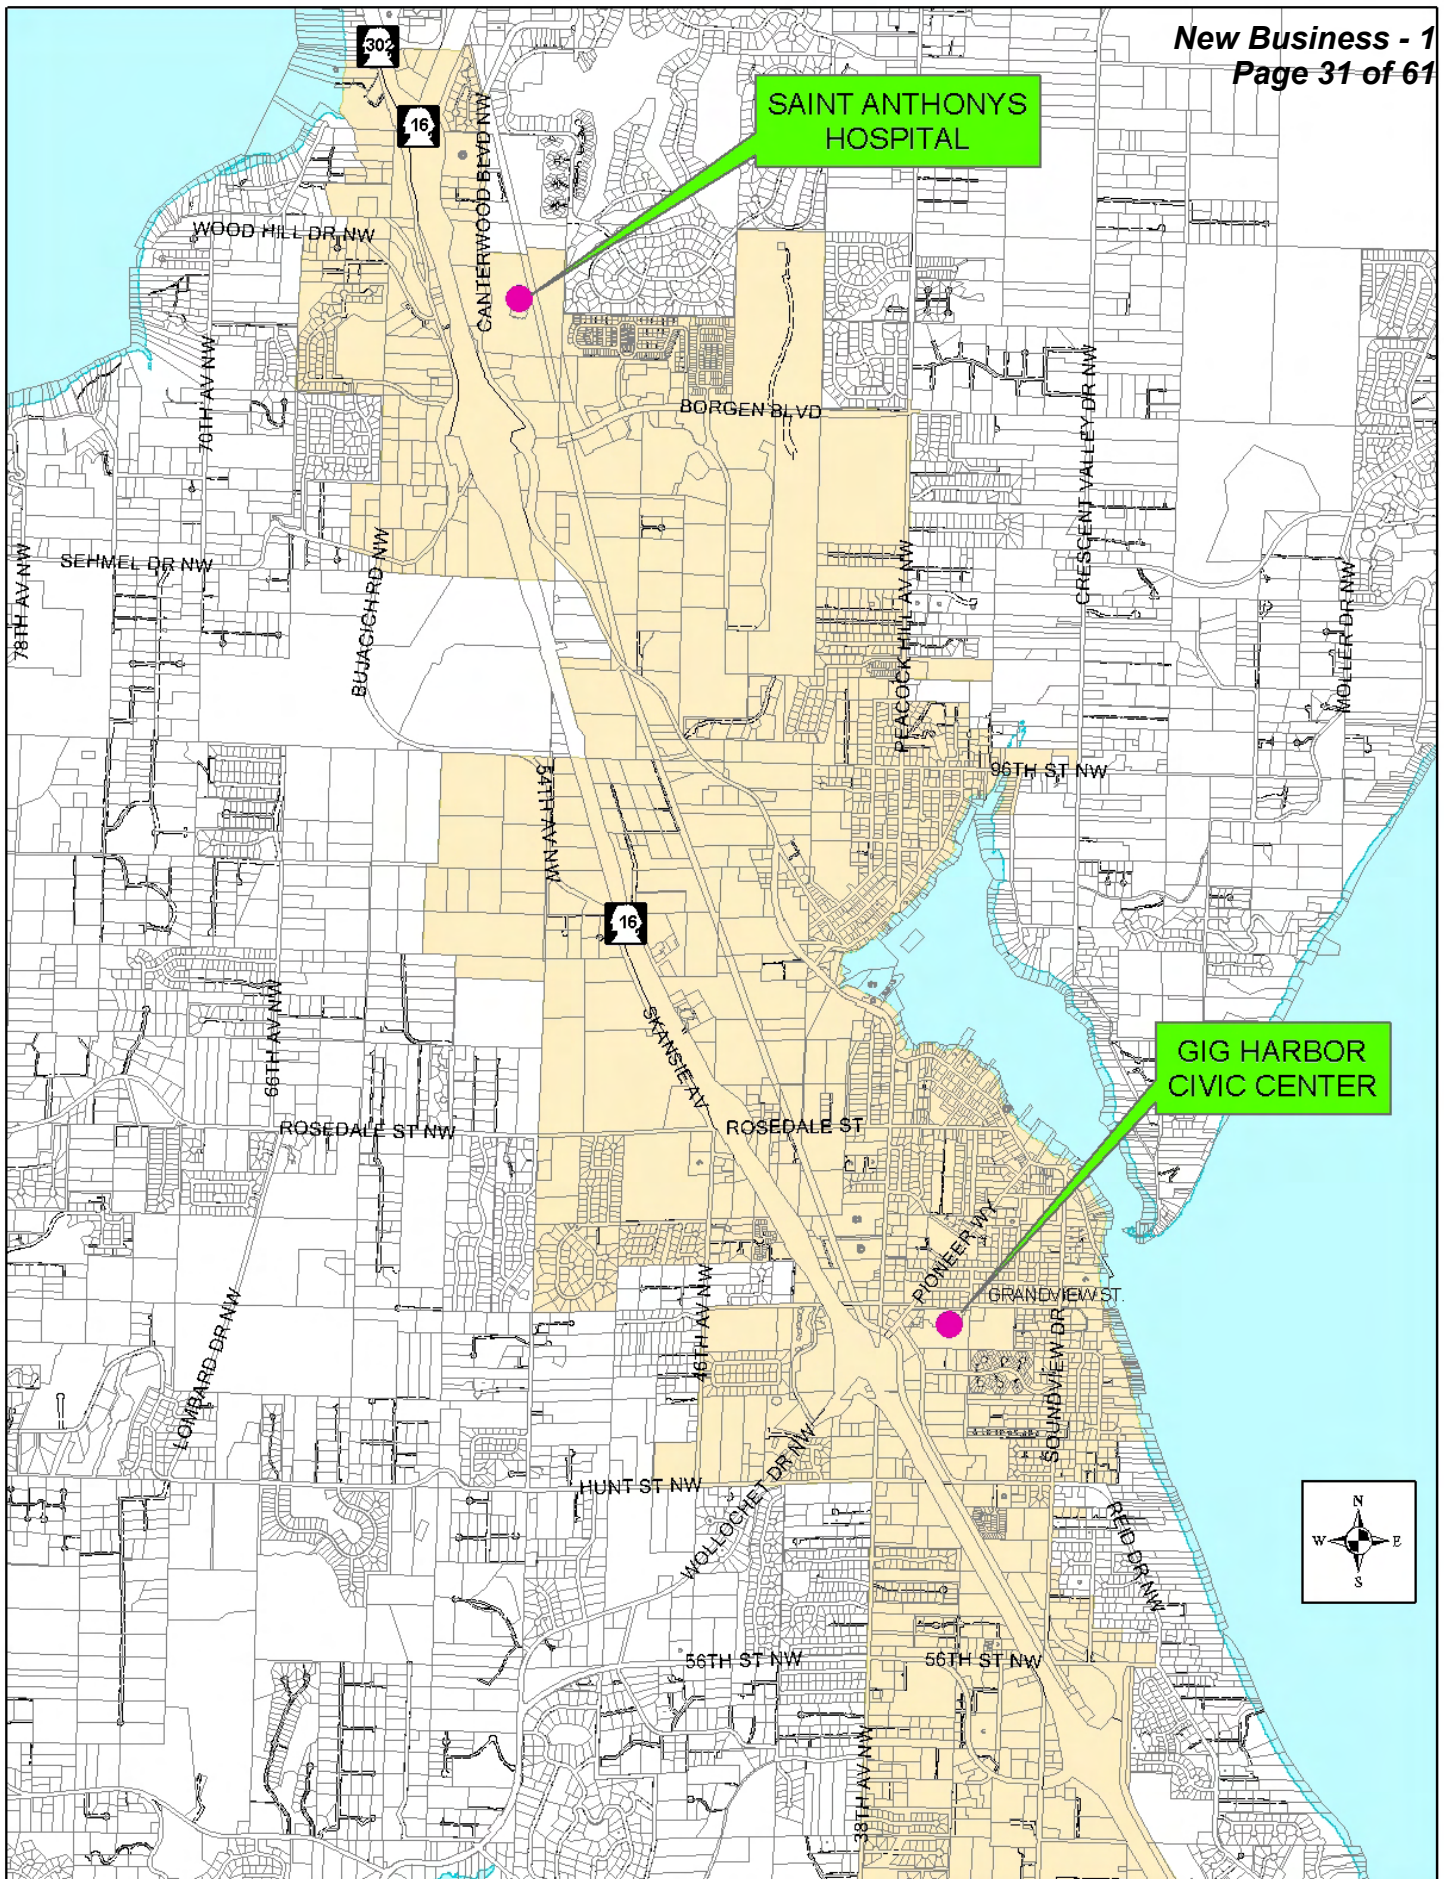 New Business - 1
Page 31 of 61
302
16
SAINT ANTHONYS
HOSPITAL
CANTERWOOD BLVD NW
WOOD HILL DR NW
70TH AV NW
BORGEN BLVD
CRESCENT VALLEY DR NW
SEHMEL DR NW
78TH AV NW
BUJACICH RD NW
PEACOCK HILL AV NW
MOLLER DR NW
96TH ST NW
54TH AV NW
16
66TH AV NW
SKANSIE AV
GIG HARBOR
CIVIC CENTER
ROSEDALE ST NW
ROSEDALE ST
PIONEER WY
GRANDVIEW ST.
46TH AV NW
LOMBARD DR NW
SOUNDVIEW DR
HUNT ST NW
WOLLOCHET DR NW
REID DR NW
N
W
E
S
56TH ST NW
56TH ST NW
38TH AV NW